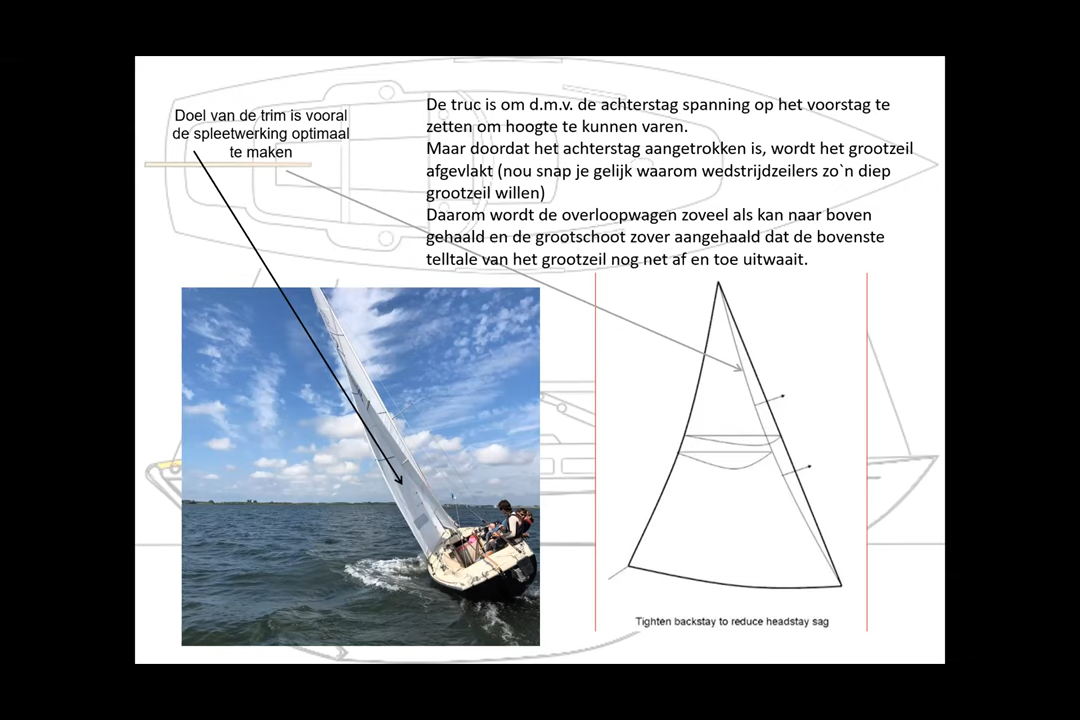 Doel van de trim is vooral
de spleetwerking optimaal
te maken
De truc is om d.m.v. de achterstag spanning op het voorstag te
zetten om hoogte te kunnen varen.
Maar doordat het achterstag aangetrokken is, wordt het grootzeil
afgevlakt (nou snap je gelijk waarom wedstrijdzeilers zo`n diep
grootzeil willen)
Daarom wordt de overloopwagen zoveel als kan naar boven
gehaald en de grootschoot zover aangehaald dat de bovenste
telltale van het grootzeil nog net af en toe uitwaait.
Tighten backstay to reduce headstay sag